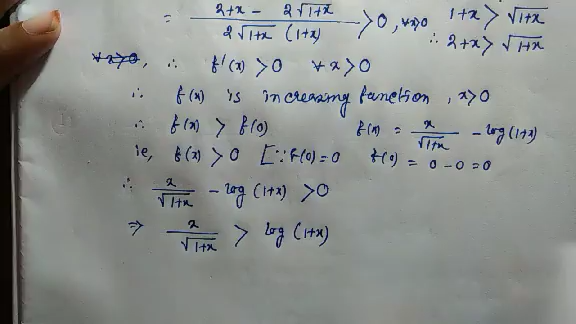 = (2+x - 2√(1+x)) / (2√(1+x) (1+x)) > 0, ∀x>0 1+x > √(1+x)
∴ 2+x > √(1+x)
∴ f'(x) > 0 ∀ x > 0
∴ f(x) is increasing function, x>0
∴ f(x) > f(0) f(x) = x/√(1+x) - log(1+x)
ie, f(x) > 0 [∵ f(0) = 0 f(0) = 0 - 0 = 0
∴ x/√(1+x) - log (1+x) > 0
⇒ x/√(1+x) > log (1+x)